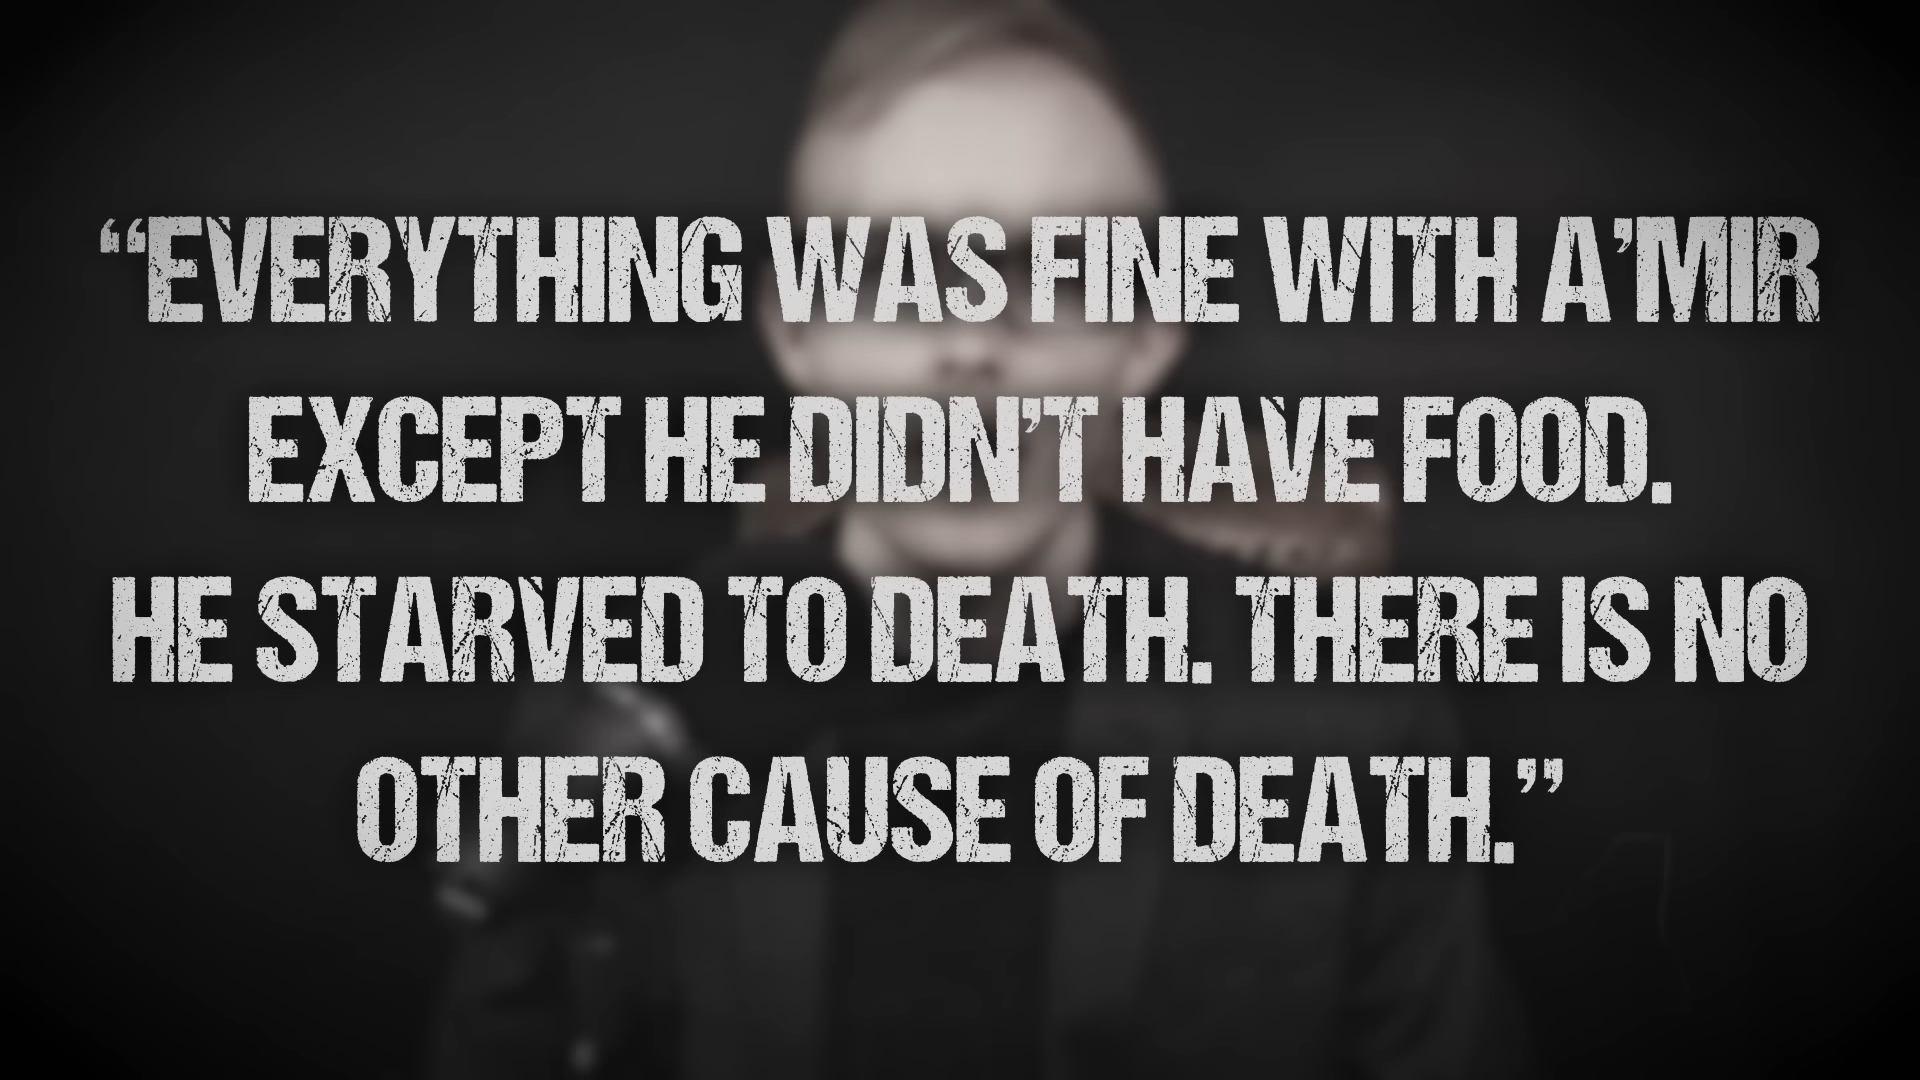 “EVERYTHING WAS FINE WITH A’MIR
EXCEPT HE DIDN’T HAVE FOOD.
HE STARVED TO DEATH. THERE IS NO
OTHER CAUSE OF DEATH.”